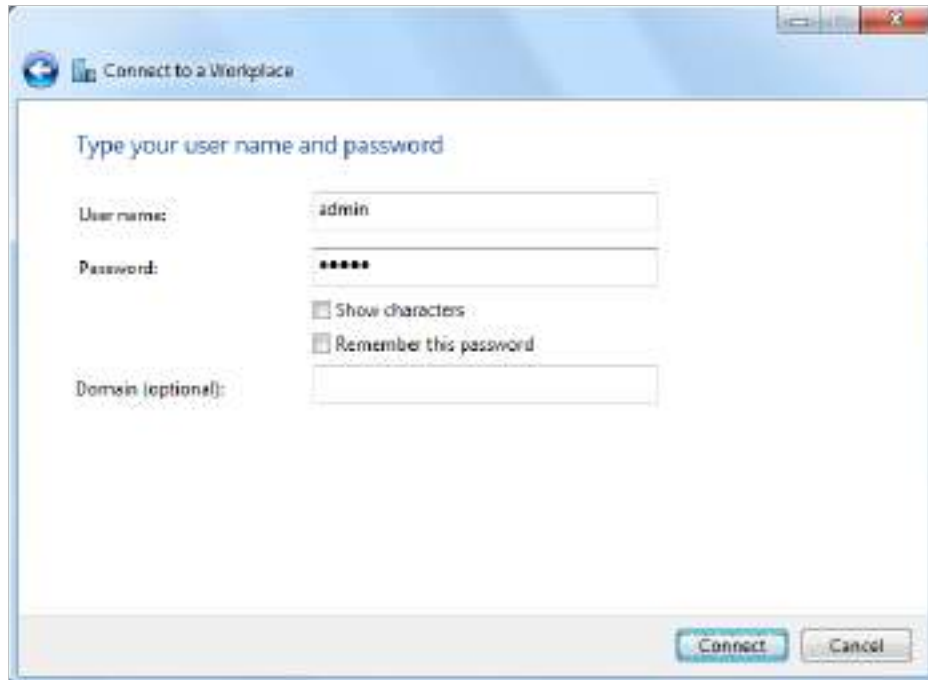 Connect to a Workplace
Type your user name and password
User name: admin
Password: •••••
Show characters
Remember this password
Domain (optional):
Connect Cancel